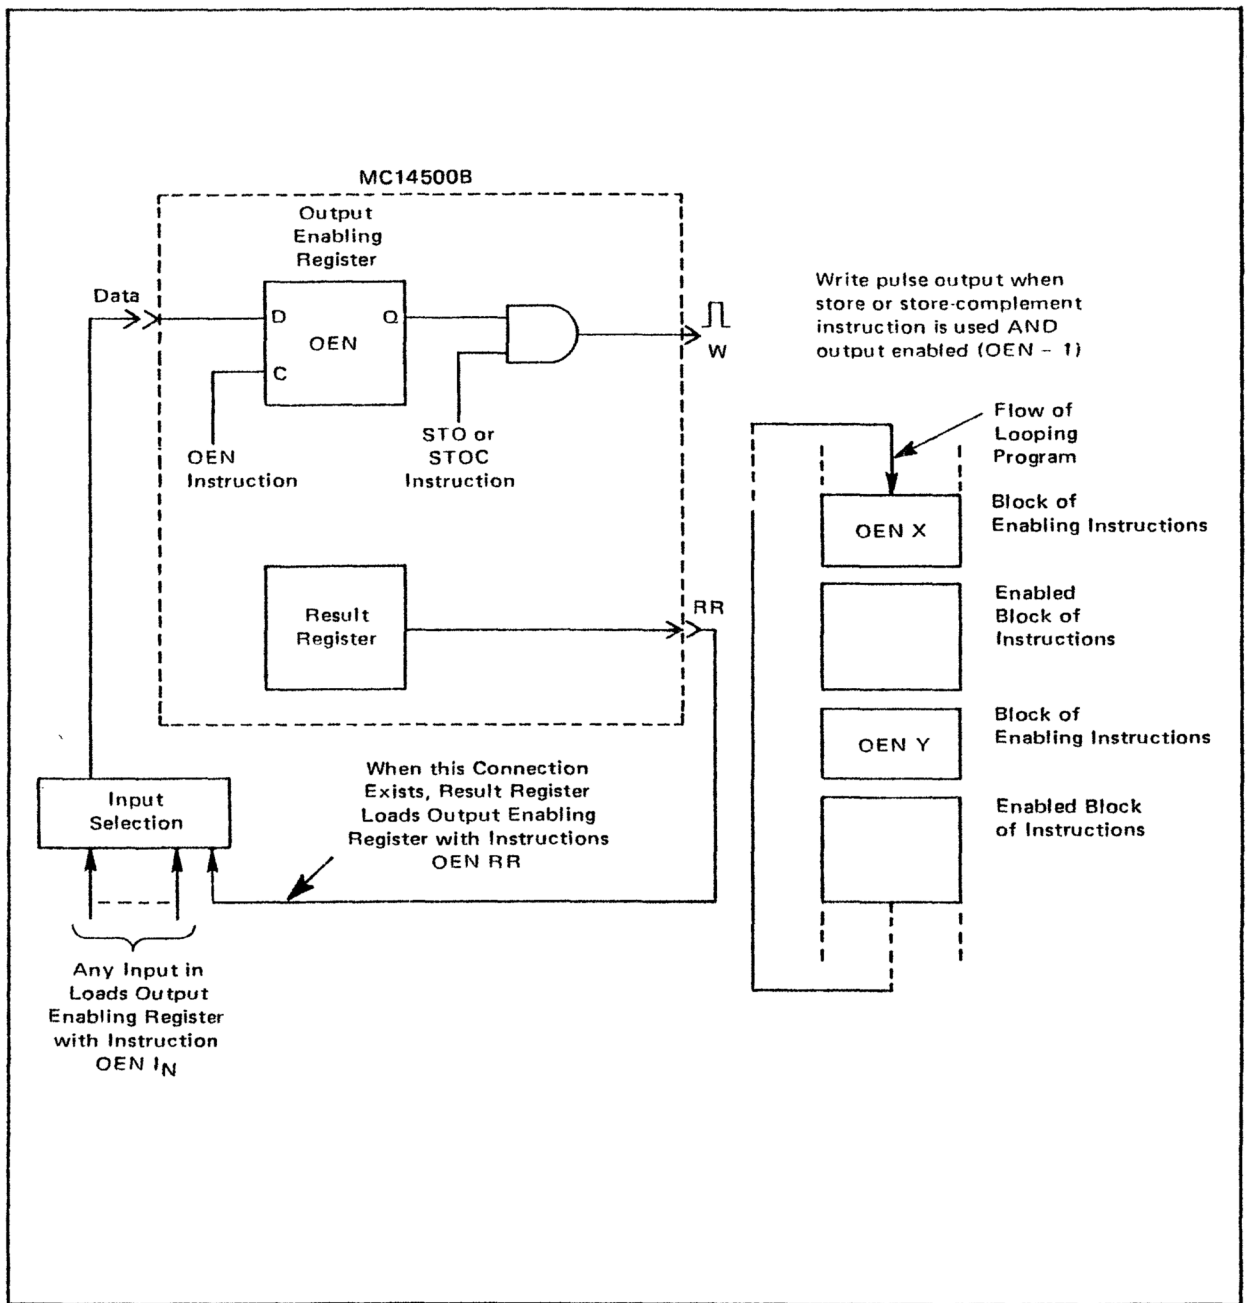 MC14500B
Output
Enabling
Register
Data
D
Q
OEN
C
OEN
Instruction
STO or
STOC
Instruction
W
Result
Register
RR
Input
Selection
When this Connection
Exists, Result Register
Loads Output Enabling
Register with Instructions
OEN RR
Any Input in
Loads Output
Enabling Register
with Instruction
OEN IN
Write pulse output when
store or store-complement
instruction is used AND
output enabled (OEN - 1)
Flow of
Looping
Program
OEN X
Block of
Enabling Instructions
Enabled
Block of
Instructions
OEN Y
Block of
Enabling Instructions
Enabled Block
of Instructions